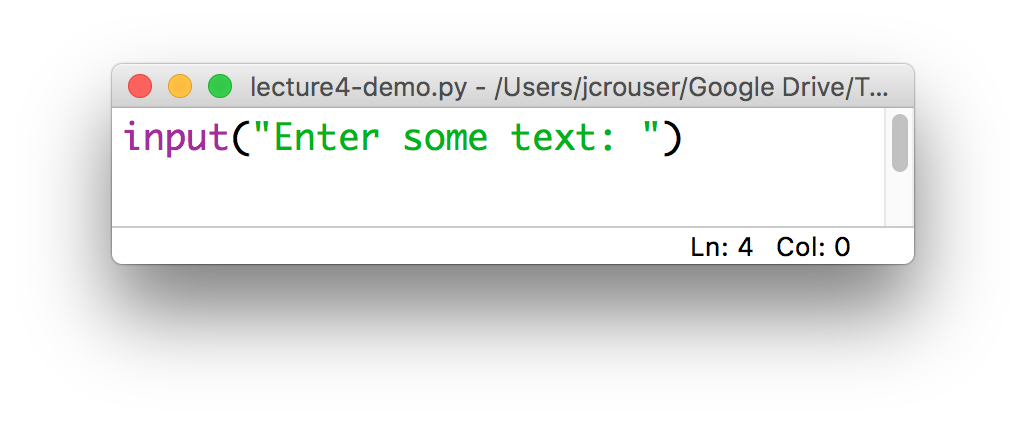 lecture4-demo.py - /Users/jcrouser/Google Drive/T...
input("Enter some text: ")
Ln: 4 Col: 0